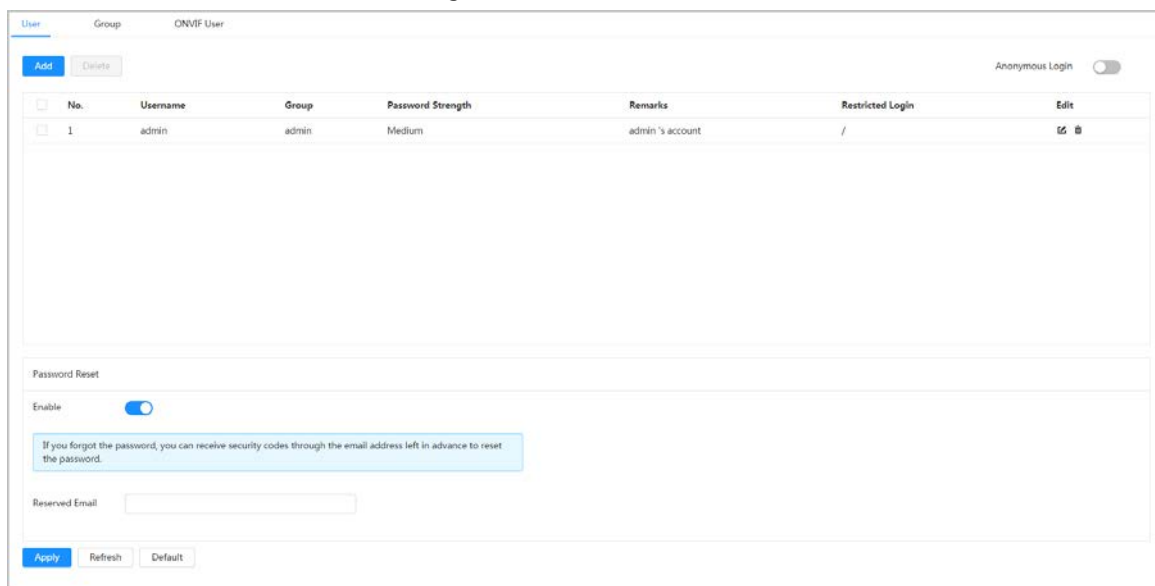 User Group ONVIF User
Add Delete Anonymous Login
No. Username Group Password Strength Remarks Restricted Login Edit
1 admin admin Medium admin 's account /
Password Reset
Enable
If you forgot the password, you can receive security codes through the email address left in advance to reset
the password.
Reserved Email
Apply Refresh Default